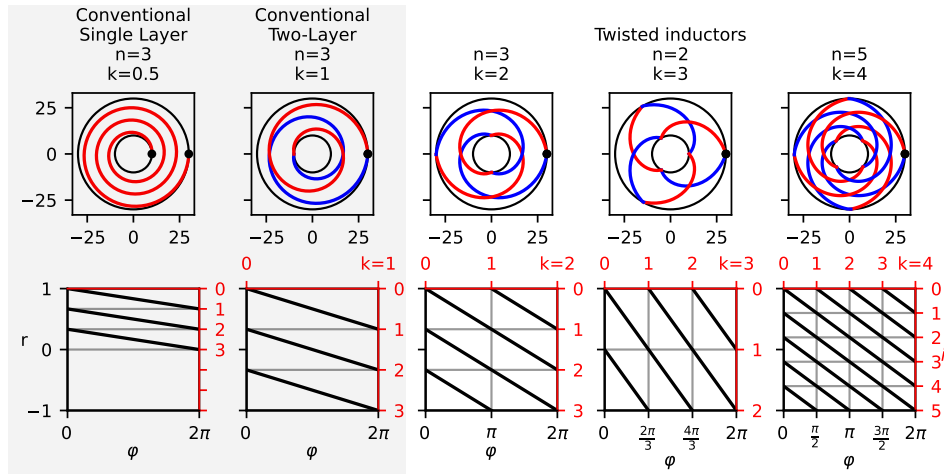 Conventional
Single Layer
n=3
k=0.5
Conventional
Two-Layer
n=3
k=1
n=3
k=2
Twisted inductors
n=2
k=3
n=5
k=4
25
0
−25
−25 0 25
−25 0 25
−25 0 25
−25 0 25
−25 0 25
0 k=1
0 1 k=2
0 1 2 k=3
0 1 2 3 k=4
1
0
−1
r
0
1
2
3
0
1
2
3
0
1
2
3
0
1
2
0
1
2
3
4
5
0 2π
0 2π
0 π 2π
0 2π/3 4π/3 2π
0 π/2 π 3π/2 2π
φ
φ
φ
φ
φ